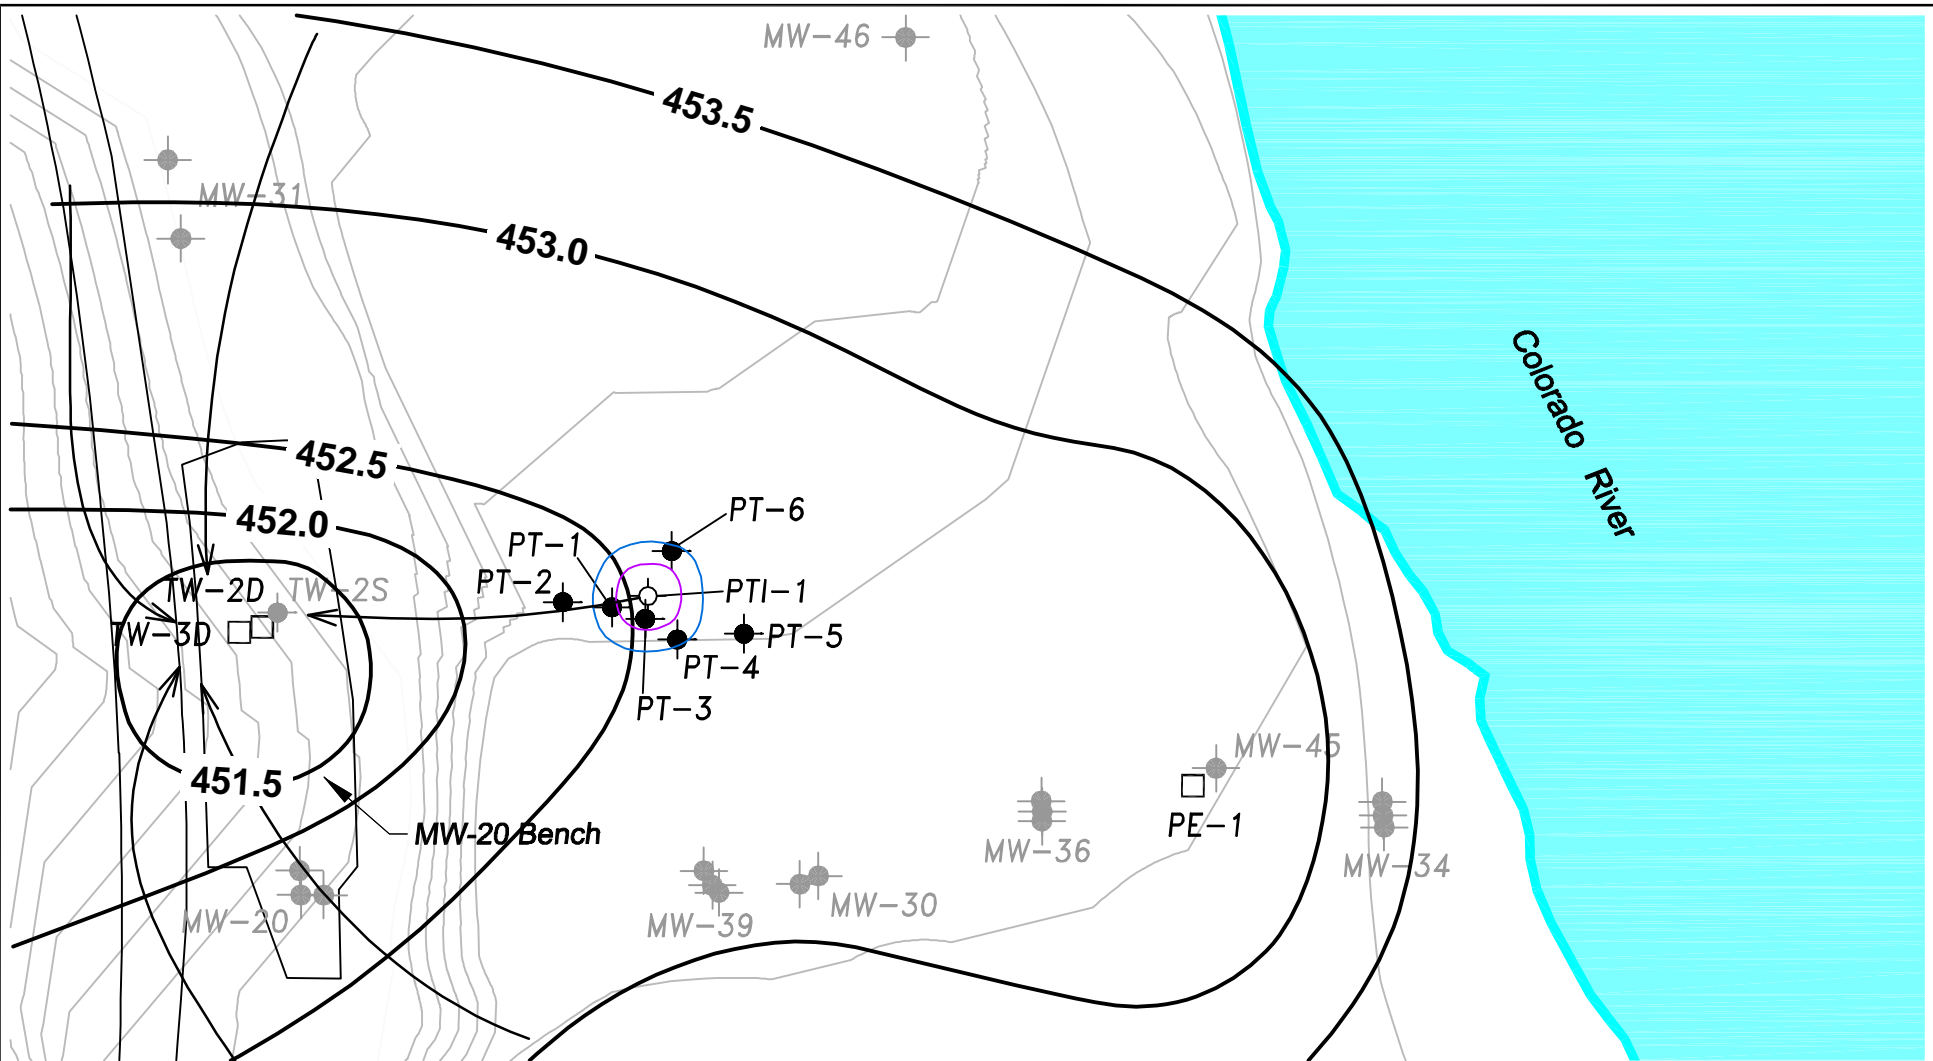 MW-46
453.5
MW-31
453.0
Colorado River
452.5
452.0
PT-6
PT-1
PT-2
TW-2D
TW-2S
PTI-1
TW-3D
PT-5
PT-4
PT-3
MW-45
451.5
PE-1
MW-20 Bench
MW-36
MW-34
MW-30
MW-20
MW-39